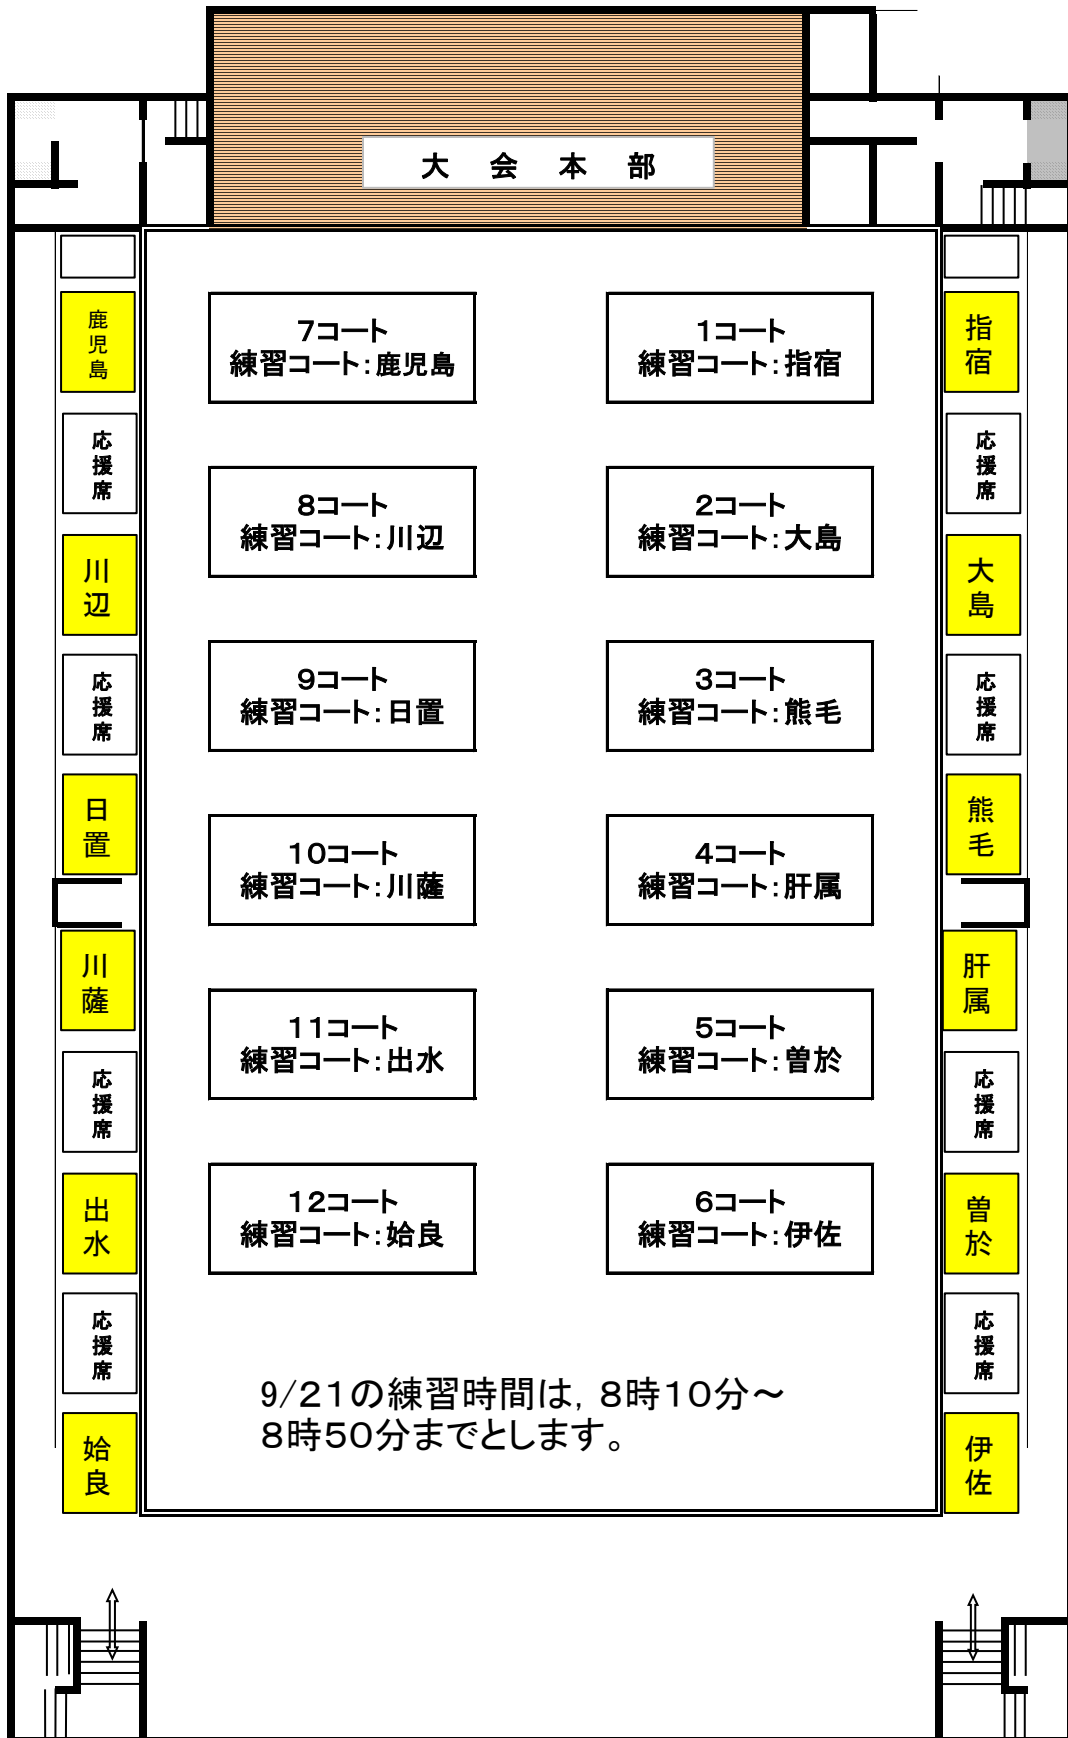 大　会　本　部
鹿児島
7コート
練習コート：鹿児島
1コート
練習コート：指宿
指宿
応援席
応援席
8コート
練習コート：川辺
2コート
練習コート：大島
川辺
大島
応援席
9コート
練習コート：日置
3コート
練習コート：熊毛
応援席
日置
10コート
練習コート：川薩
4コート
練習コート：肝属
熊毛
川薩
肝属
11コート
練習コート：出水
5コート
練習コート：曽於
応援席
応援席
出水
12コート
練習コート：姶良
6コート
練習コート：伊佐
曽於
応援席
応援席
9/21の練習時間は，8時10分～
8時50分までとします。
姶良
伊佐